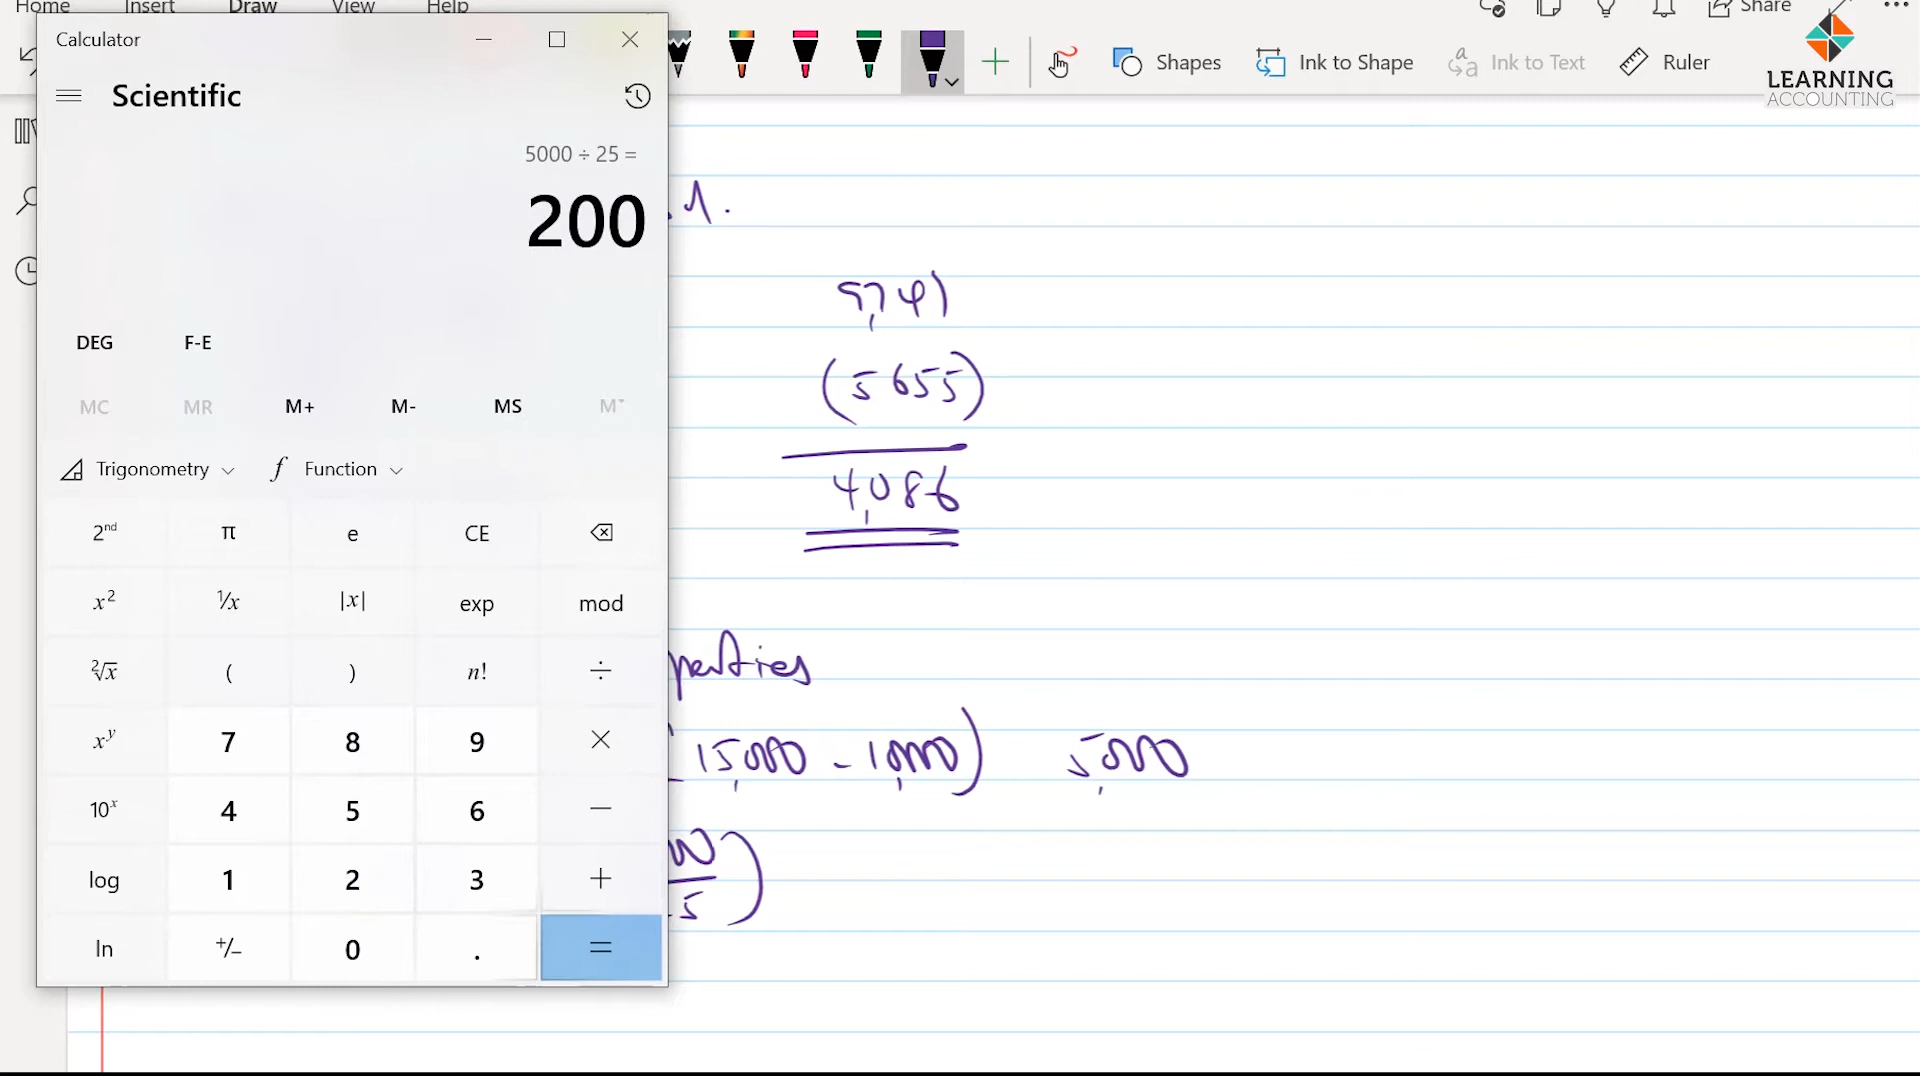 Home Insert Draw View Help Share
Calculator
Shapes Ink to Shape Ink to Text Ruler
LEARNING
ACCOUNTING
Scientific
5000 ÷ 25 =
200
1.
9,741
(5655)
4,086
DEG F-E
MC MR M+ M- MS M˅
Trigonometry Function
2nd π e CE
x² ¹/x |x| exp mod
²√x ( ) n! ÷
perties
xʸ 7 8 9 ×
15,000 - 10,000) 5,000
10ˣ 4 5 6 −
00
log 1 2 3 +
5 )
ln +/− 0 . =